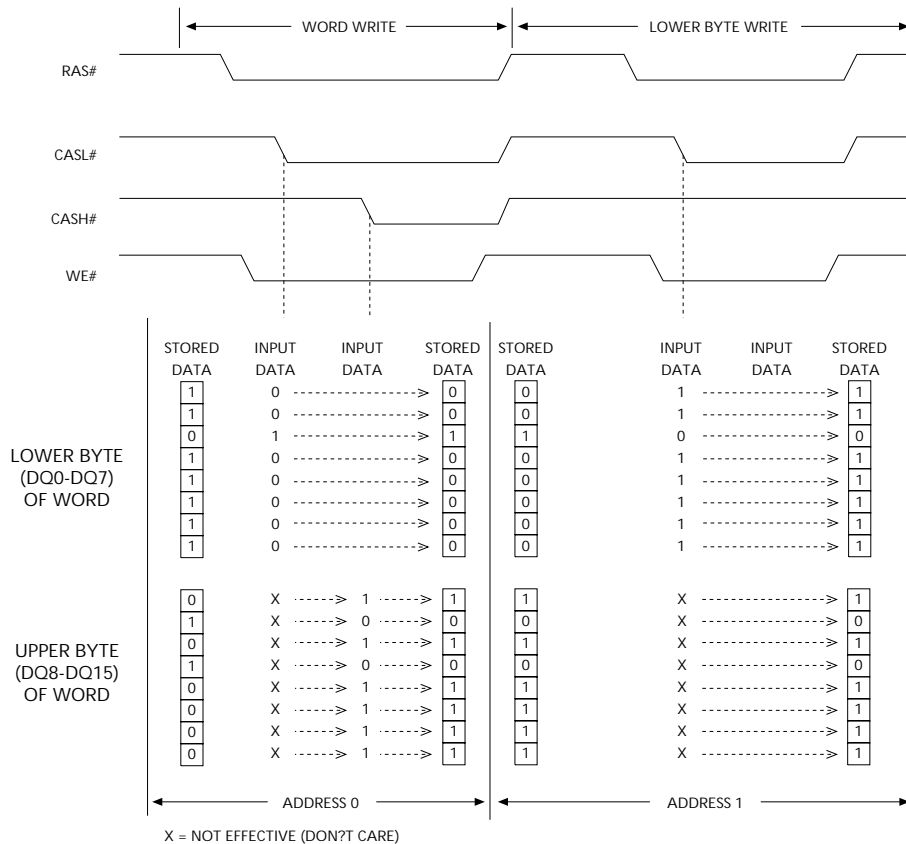 WORD WRITE LOWER BYTE WRITE
RAS#
CASL#
CASH#
WE#
STORED INPUT INPUT STORED STORED INPUT INPUT STORED
DATA DATA DATA DATA DATA DATA DATA DATA
1 0 0 0 1 1
1 0 0 0 1 1
0 1 1 1 0 0
1 0 0 0 1 1
1 0 0 0 1 1
1 0 0 0 1 1
1 0 0 0 1 1
1 0 0 0 1 1
LOWER BYTE
(DQ0-DQ7)
OF WORD
0 X 1 1 1 X 1
1 X 0 0 0 X 0
0 X 1 1 1 X 1
1 X 0 0 0 X 0
0 X 1 1 1 X 1
0 X 1 1 1 X 1
0 X 1 1 1 X 1
0 X 1 1 1 X 1
UPPER BYTE
(DQ8-DQ15)
OF WORD
ADDRESS 0 ADDRESS 1
X = NOT EFFECTIVE (DON?T CARE)